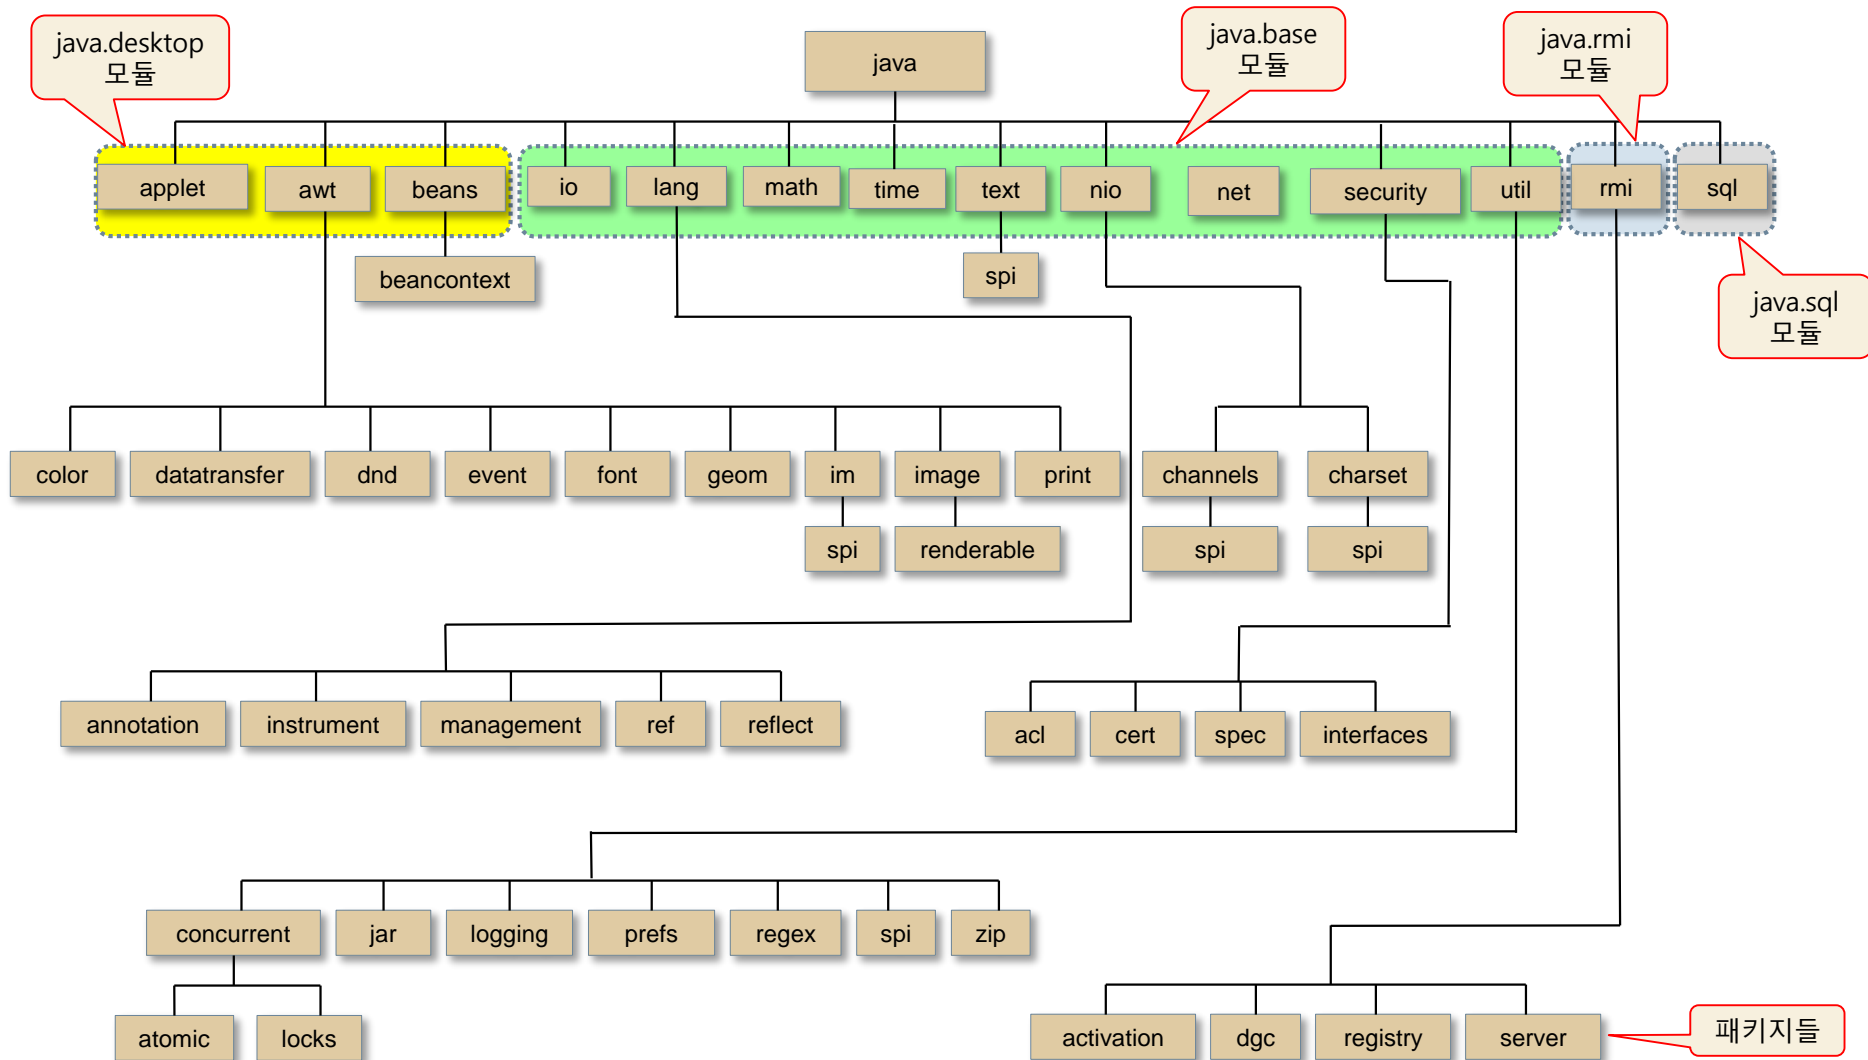 java.desktop
모듈
java
java.base
모듈
java.rmi
모듈
applet
awt
beans
io
lang
math
time
text
nio
net
security
util
rmi
sql
beancontext
spi
java.sql
모듈
color
datatransfer
dnd
event
font
geom
im
image
print
channels
charset
spi
renderable
spi
spi
annotation
instrument
management
ref
reflect
acl
cert
spec
interfaces
concurrent
jar
logging
prefs
regex
spi
zip
atomic
locks
activation
dgc
registry
server
패키지들